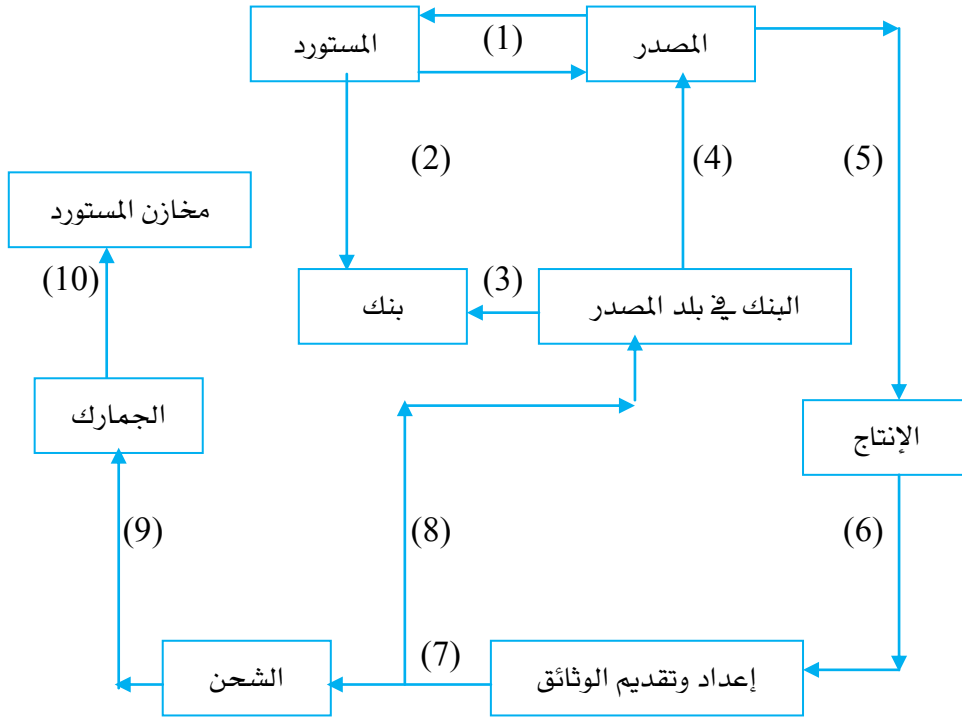 المصدر
(1)
المستورد
(2)
(4)
(5)
مخازن المستورد
(10)
(3)
البنك في بلد المصدر
بنك
الجمارك
الإنتاج
(9)
(8)
(6)
(7)
إعداد وتقديم الوثائق
الشحن